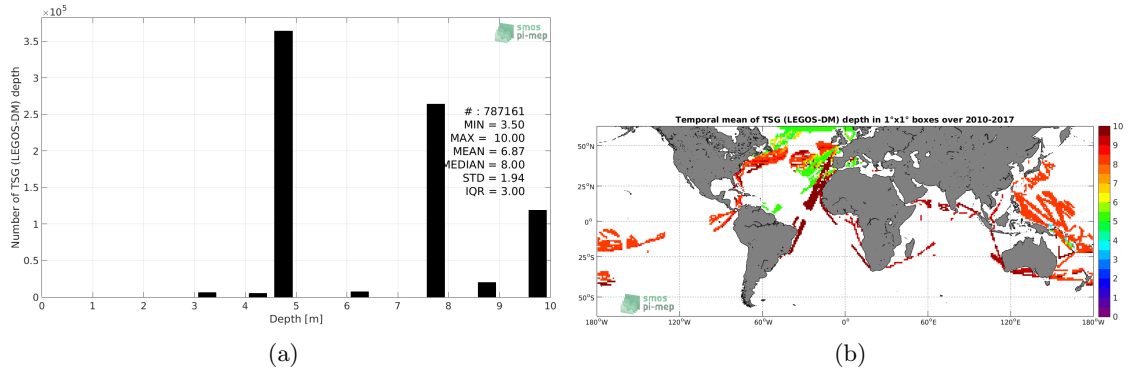 ×10⁵
smos
pi-mep
3.5
3
2.5
2
1.5
1
0.5
0
Number of TSG (LEGOS-DM) depth
# : 787161
MIN = 3.50
MAX = 10.00
MEAN = 6.87
MEDIAN = 8.00
STD = 1.94
IQR = 3.00
0 1 2 3 4 5 6 7 8 9 10
Depth [m]
(a)
Temporal mean of TSG (LEGOS-DM) depth in 1°x1° boxes over 2010-2017
50°N
25°N
0°
25°S
50°S
180°W 120°W 60°W 0° 60°E 120°E 180°W
10
9
8
7
6
5
4
3
2
1
0
smos
pi-mep
(b)